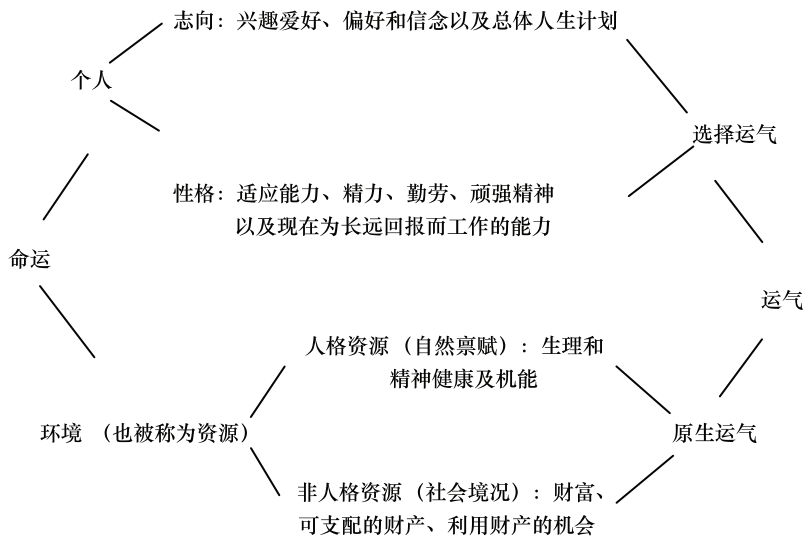 志向：兴趣爱好、偏好和信念以及总体人生计划
个人
选择运气
性格：适应能力、精力、勤劳、顽强精神
以及现在为长远回报而工作的能力
命运
运气
人格资源（自然禀赋）：生理和
精神健康及机能
环境（也被称为资源）
原生运气
非人格资源（社会境况）：财富、
可支配的财产、利用财产的机会